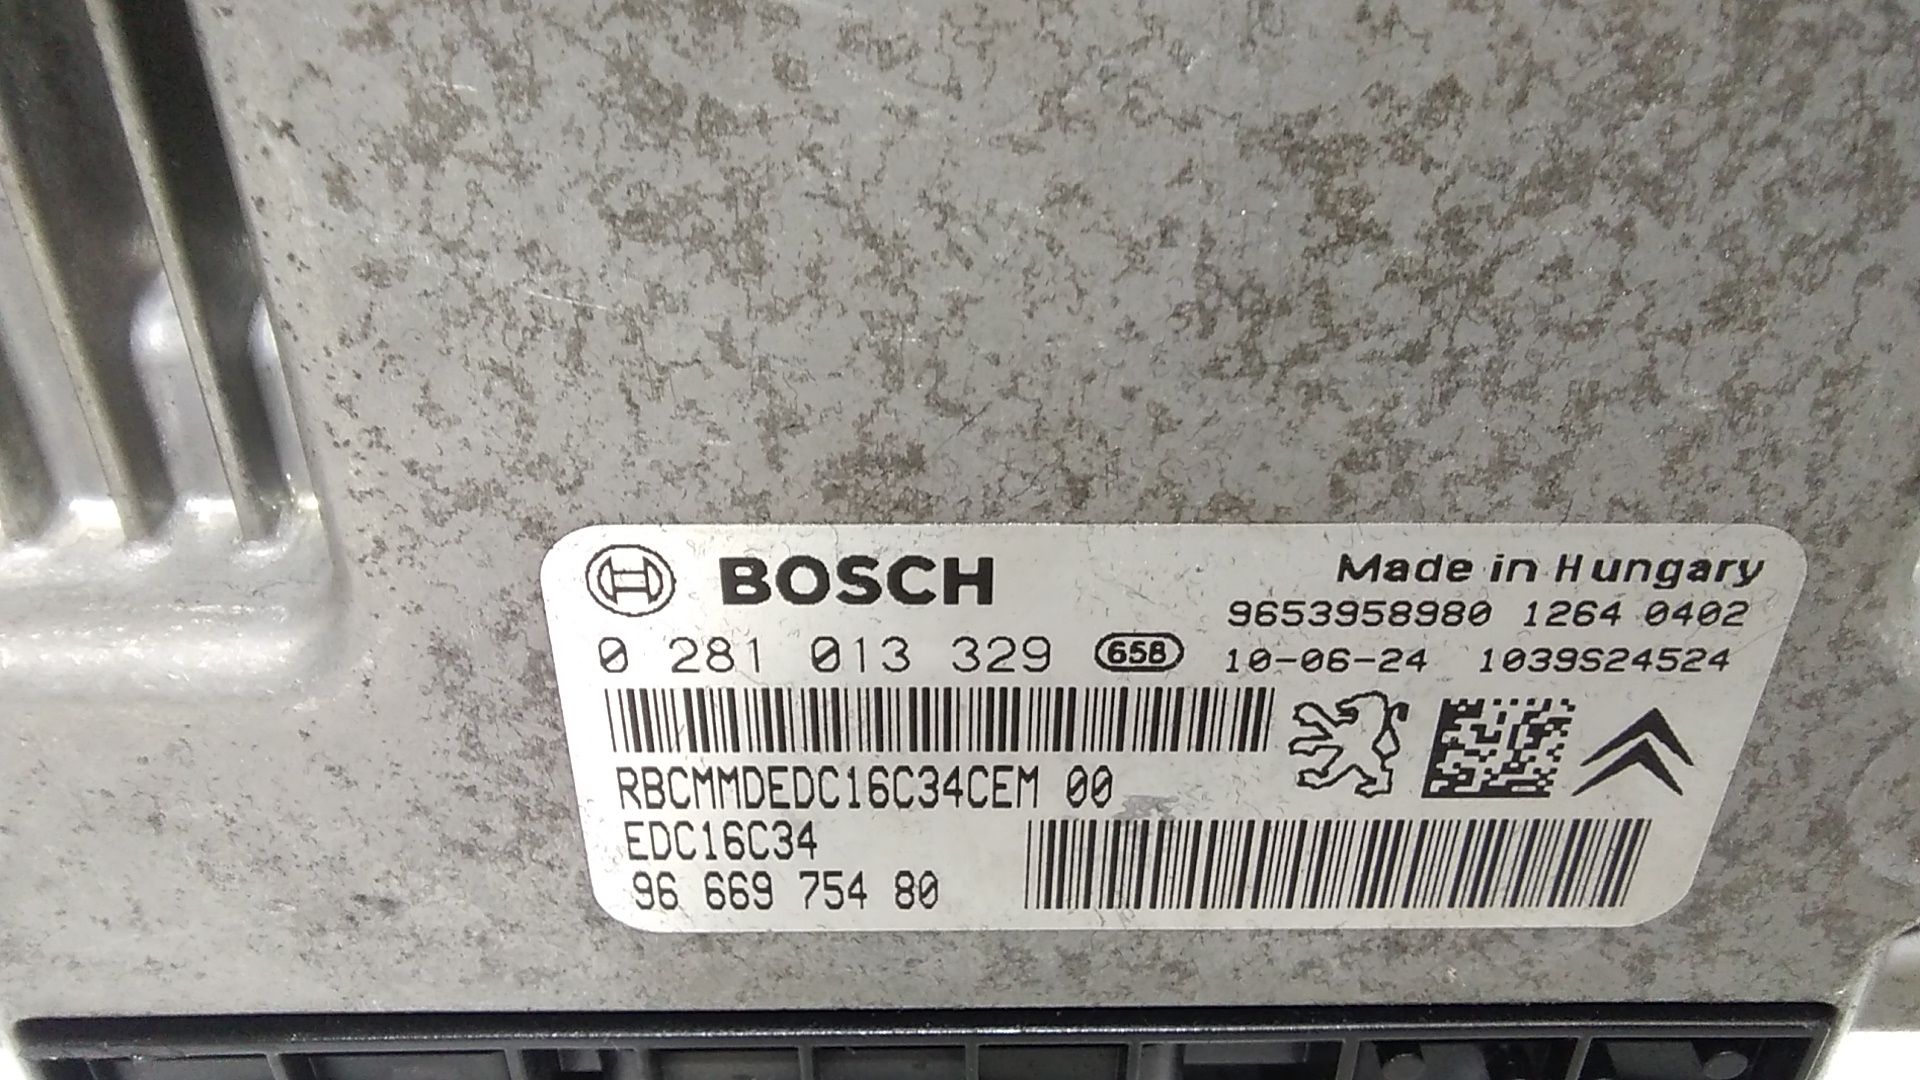 BOSCH
Made in Hungary
9653958980 1264 0402
0 281 013 329 658
10-06-24 1039S24524
RBCMMDEDC16C34CEM 00
EDC16C34
96 669 754 80